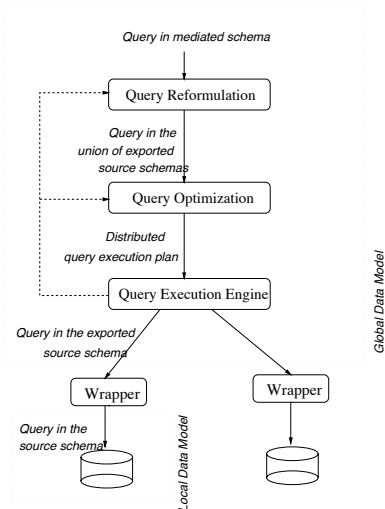 Query in mediated schema
Query Reformulation
Query in the
union of exported
source schemas
Query Optimization
Distributed
query execution plan
Query Execution Engine
Global Data Model
Query in the exported
source schema
Wrapper
Wrapper
Query in the
source schema
Local Data Model